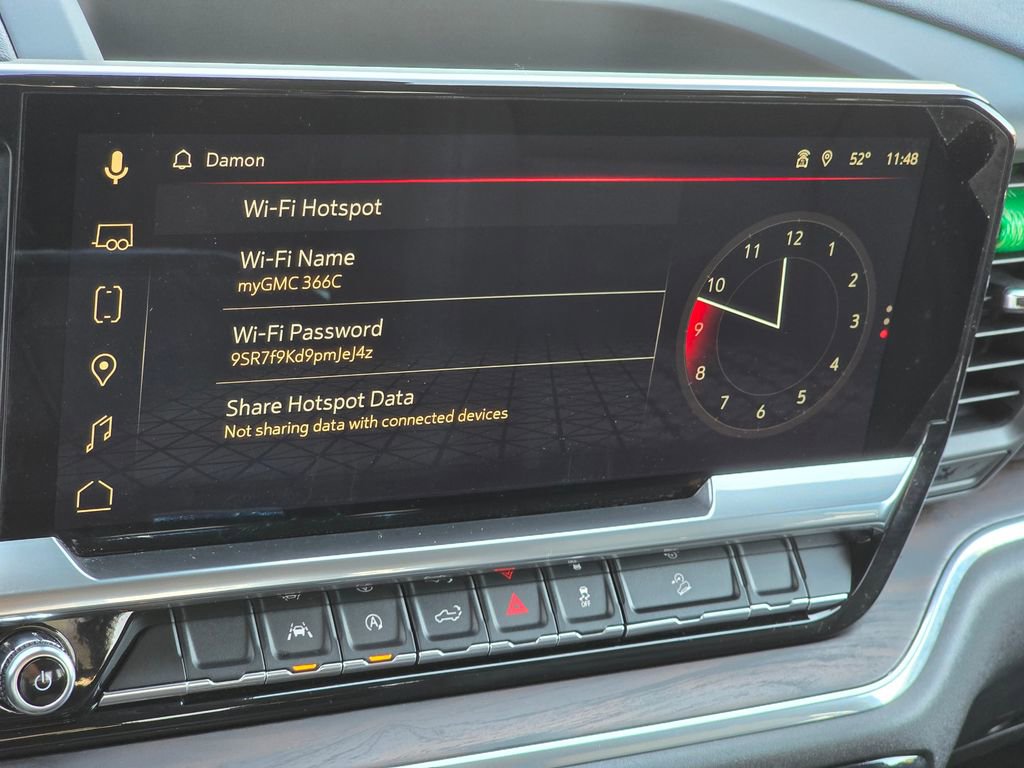 Damon
52° 11:48
Wi-Fi Hotspot
Wi-Fi Name
myGMC 366C
Wi-Fi Password
9SR7f9Kd9pmJeJ4z
Share Hotspot Data
Not sharing data with connected devices
12
1
2
3
4
5
6
7
8
9
10
11
A
OFF